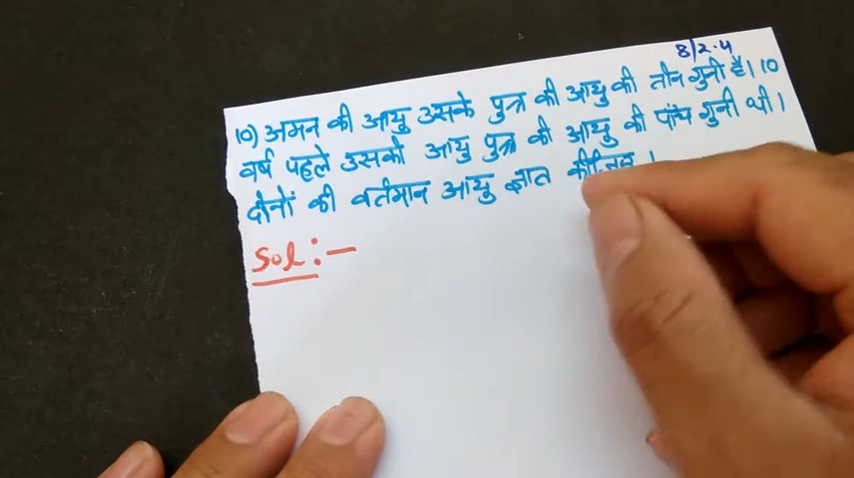 8/2.4
10) अमन की आयु उसके पुत्र की आयु की तीन गुनी है। 10
वर्ष पहले उसकी आयु पुत्र की आयु की पांच गुनी थी।
दोनों की वर्तमान आयु ज्ञात कीजिए।
Sol:-